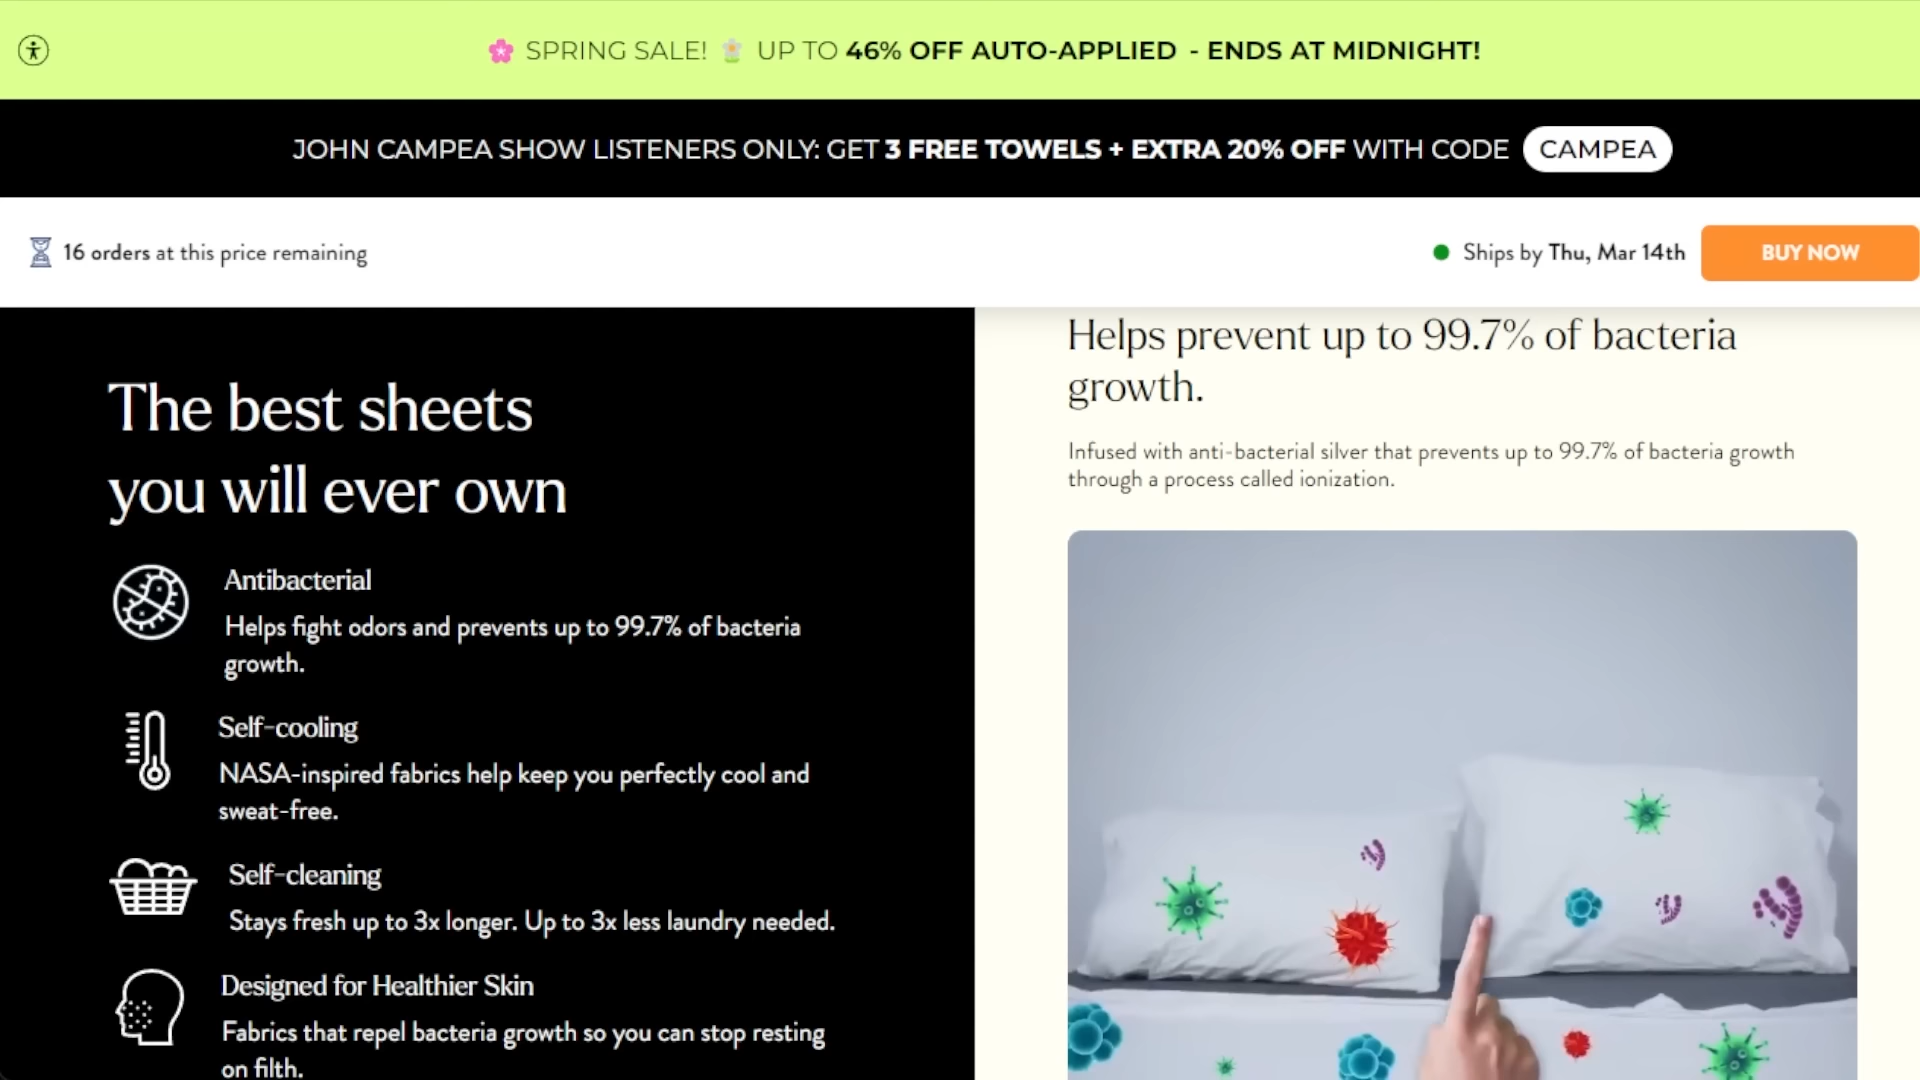 🌸 SPRING SALE! 🌼 UP TO 46% OFF AUTO-APPLIED - ENDS AT MIDNIGHT!
JOHN CAMPEA SHOW LISTENERS ONLY: GET 3 FREE TOWELS + EXTRA 20% OFF WITH CODE CAMPEA
16 orders at this price remaining
Ships by Thu, Mar 14th
BUY NOW
The best sheets
you will ever own
Antibacterial
Helps fight odors and prevents up to 99.7% of bacteria
growth.
Self-cooling
NASA-inspired fabrics help keep you perfectly cool and
sweat-free.
Self-cleaning
Stays fresh up to 3x longer. Up to 3x less laundry needed.
Designed for Healthier Skin
Fabrics that repel bacteria growth so you can stop resting
on filth.
Helps prevent up to 99.7% of bacteria
growth.
Infused with anti-bacterial silver that prevents up to 99.7% of bacteria growth
through a process called ionization.